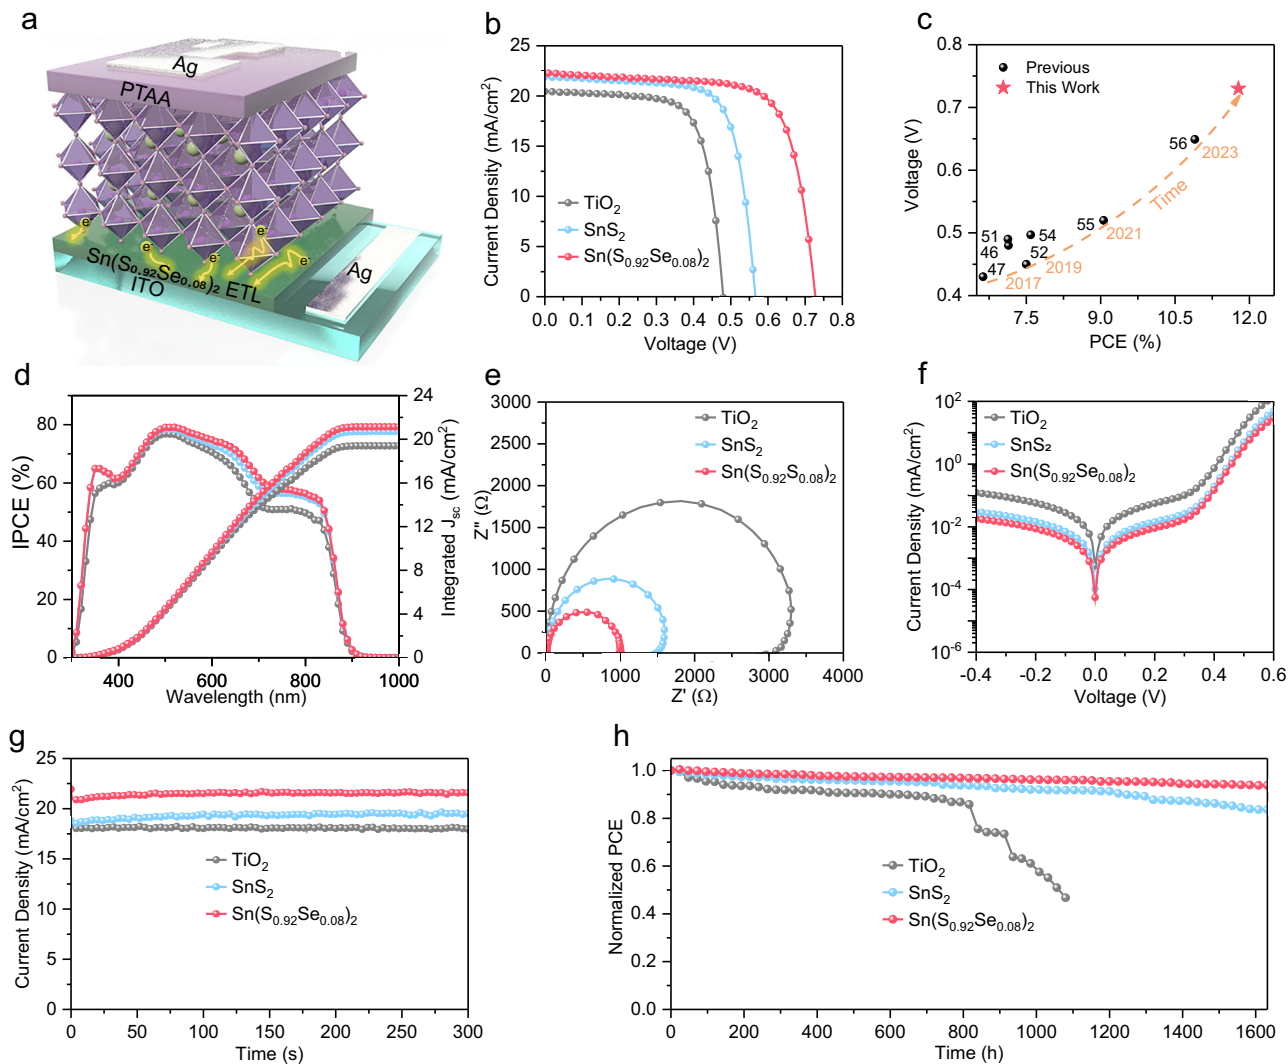 a
Ag
PTAA
e-
e-
e-
e-
Sn(S0.92Se0.08)2 ETL
ITO
Ag
b
Current Density (mA/cm²)
25
20
15
10
5
0
TiO₂
SnS₂
Sn(S₀.₉₂Se₀.₀₈)₂
0.0 0.1 0.2 0.3 0.4 0.5 0.6 0.7 0.8
Voltage (V)
c
Voltage (V)
0.8
0.7
0.6
0.5
0.4
Previous
This Work
56
2023
Time
55
2021
51
54
46
52
2019
47
2017
7.5 9.0 10.5 12.0
PCE (%)
d
IPCE (%)
80
60
40
20
0
24
20
16
12
8
4
0
Integrated Jsc (mA/cm²)
400 600 800 1000
Wavelength (nm)
e
Z'' (Ω)
3000
2500
2000
1500
1000
500
0
TiO₂
SnS₂
Sn(S₀.₉₂S₀.₀₈)₂
0 1000 2000 3000 4000
Z' (Ω)
f
Current Density (mA/cm²)
10²
10⁰
10⁻²
10⁻⁴
10⁻⁶
TiO₂
SnS₂
Sn(S₀.₉₂Se₀.₀₈)₂
-0.4 -0.2 0.0 0.2 0.4 0.6
Voltage (V)
g
Current Density (mA/cm²)
25
20
15
10
5
0
TiO₂
SnS₂
Sn(S₀.₉₂Se₀.₀₈)₂
0 50 100 150 200 250 300
Time (s)
h
Normalized PCE
1.0
0.8
0.6
0.4
0.2
0.0
TiO₂
SnS₂
Sn(S₀.₉₂Se₀.₀₈)₂
0 200 400 600 800 1000 1200 1400 1600
Time (h)